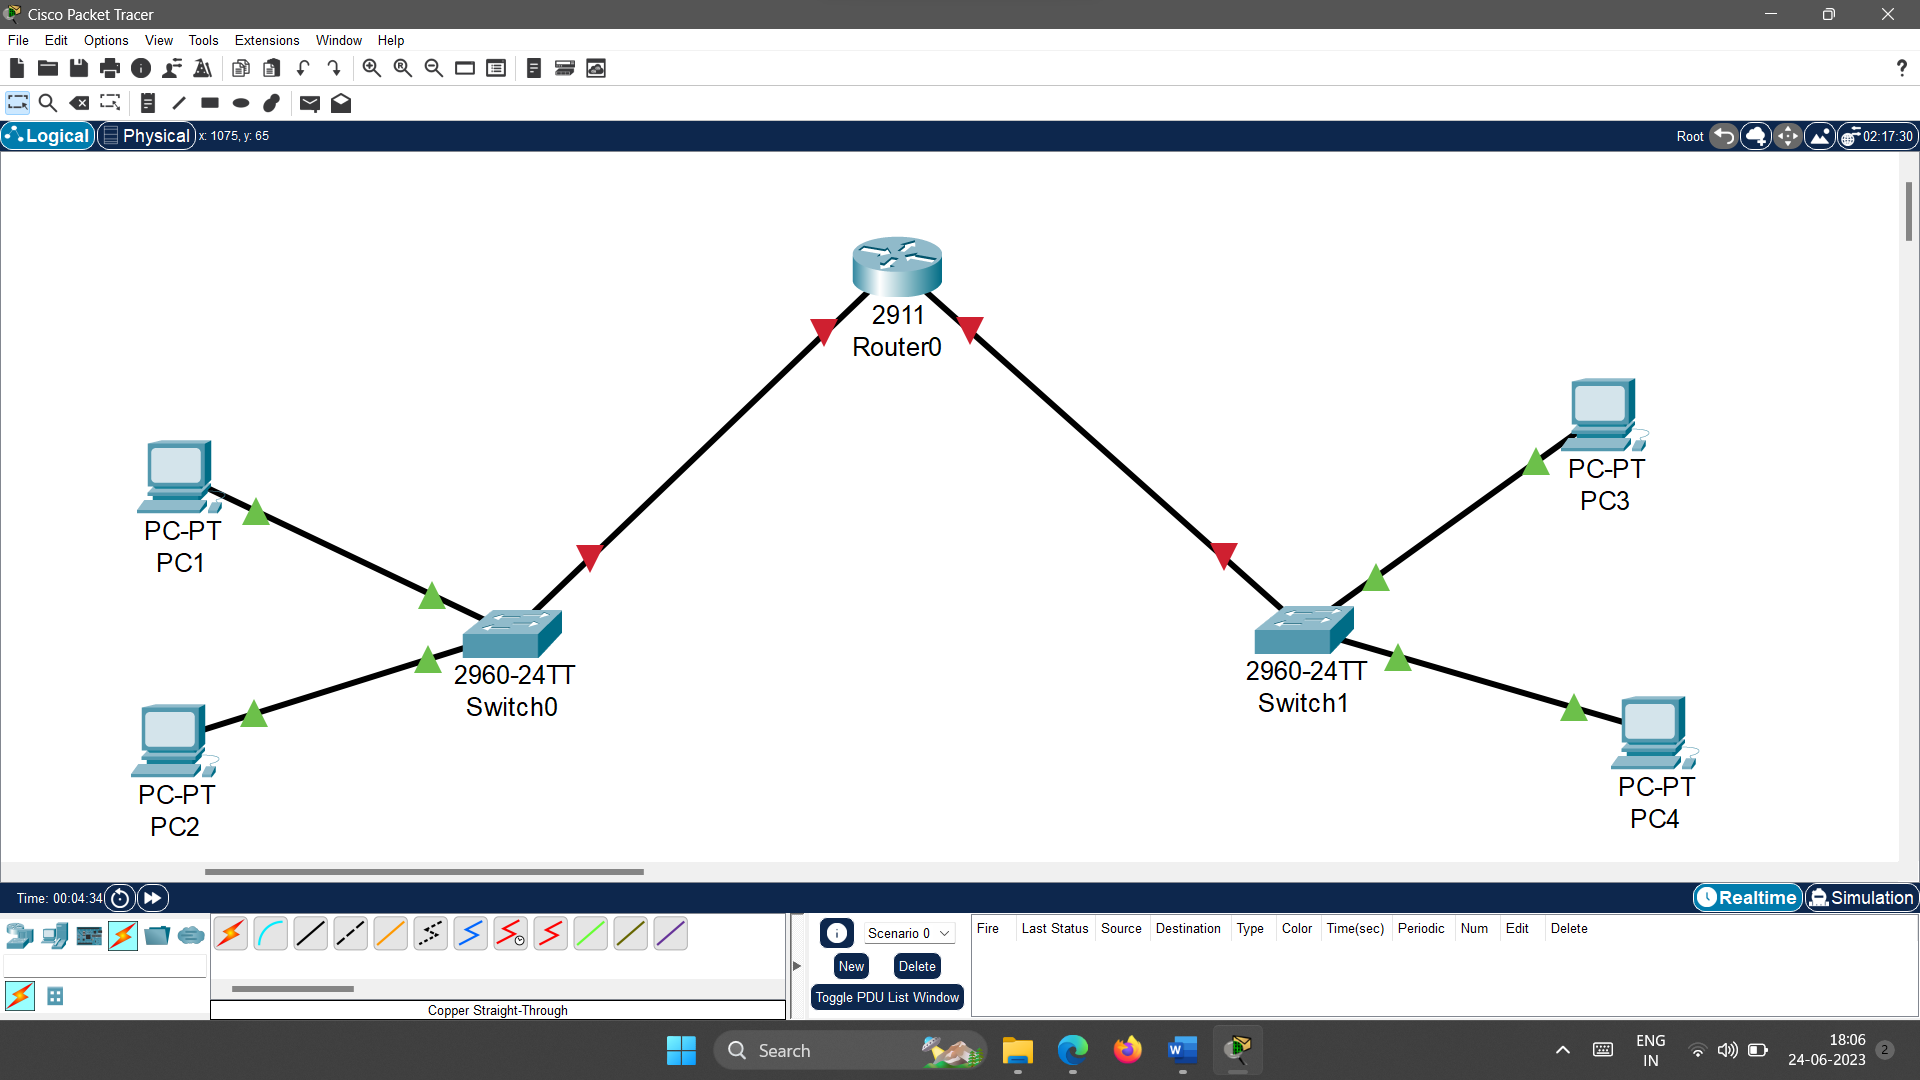 Cisco Packet Tracer
File Edit Options View Tools Extensions Window Help
?
Logical Physical x: 1075, y: 65 Root 02:17:30
2911
Router0
PC-PT
PC3
PC-PT
PC1
2960-24TT
Switch0
2960-24TT
Switch1
PC-PT
PC2
PC-PT
PC4
Time: 00:04:34 Realtime Simulation
Scenario 0
New Delete
Toggle PDU List Window
Fire Last Status Source Destination Type Color Time(sec) Periodic Num Edit Delete
Copper Straight-Through
Search
W
ENG
IN
18:06
24-06-2023
2